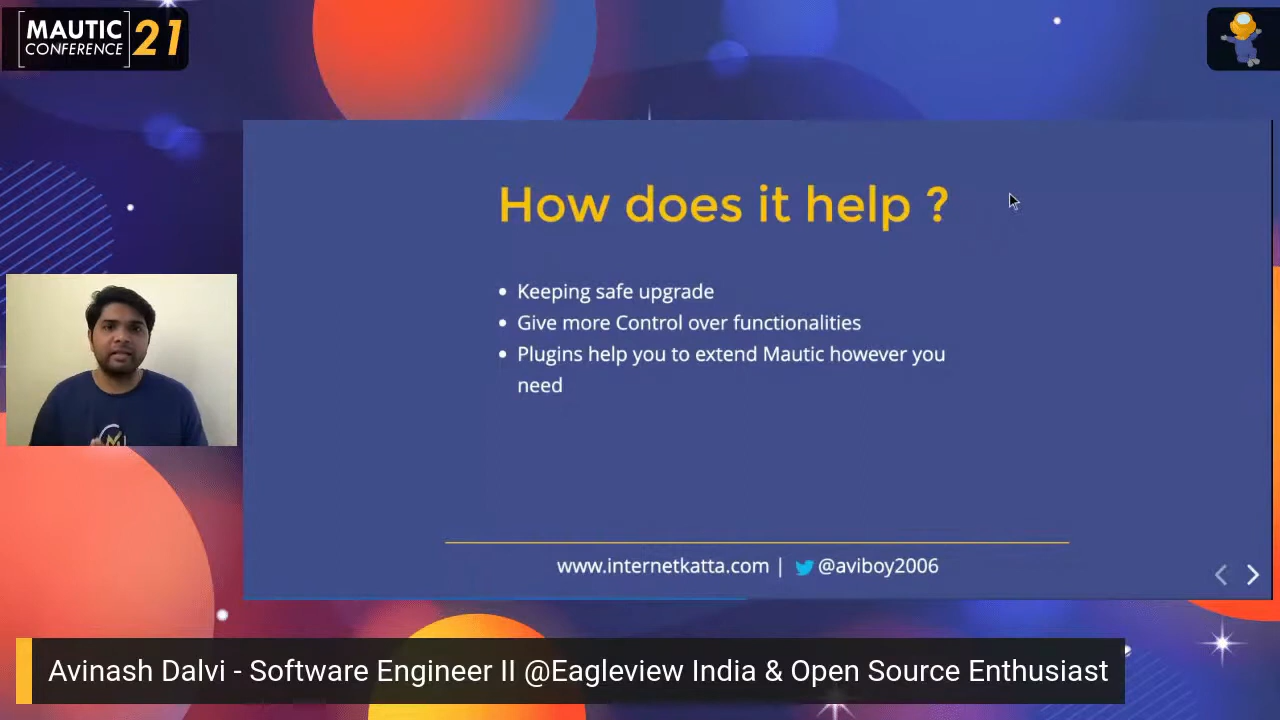 MAUTIC
CONFERENCE
21
How does it help ?
• Keeping safe upgrade
• Give more Control over functionalities
• Plugins help you to extend Mautic however you
need
www.internetkatta.com | @aviboy2006
Avinash Dalvi - Software Engineer II @Eagleview India & Open Source Enthusiast